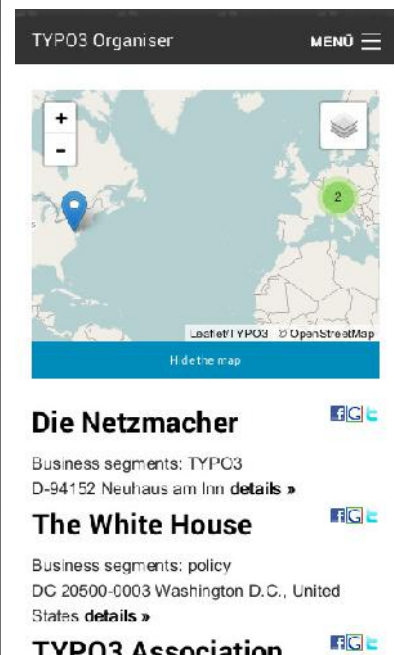 TYPO3 Organiser
MENÜ
+
-
2
Leaflet/TYPO3 © OpenStreetMap
Hide the map
Die Netzmacher
Business segments: TYPO3
D-94152 Neuhaus am Inn details »
The White House
Business segments: policy
DC 20500-0003 Washington D.C., United
States details »
TYPO3 Association